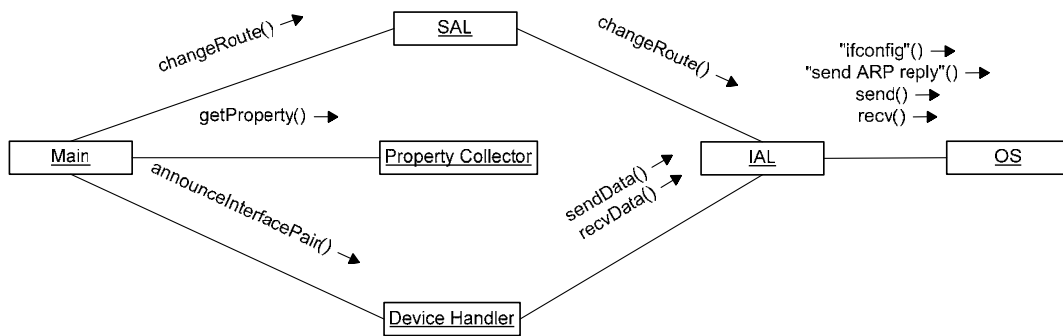 changeRoute()
SAL
changeRoute()
"ifconfig"()
"send ARP reply"()
send()
recv()
getProperty()
Main
Property Collector
IAL
OS
announceInterfacePair()
sendData()
recvData()
Device Handler